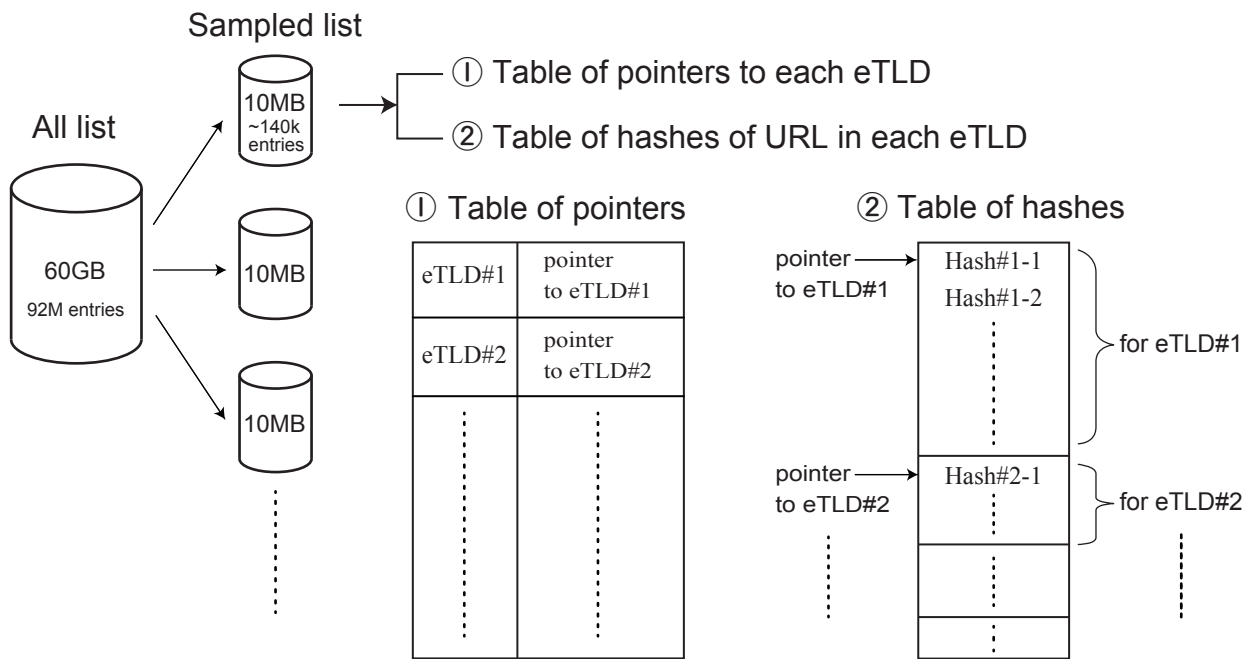 Sampled list
All list
60GB
92M entries
10MB
~140k
entries
10MB
10MB
① Table of pointers to each eTLD
② Table of hashes of URL in each eTLD
① Table of pointers
eTLD#1
pointer
to eTLD#1
eTLD#2
pointer
to eTLD#2
② Table of hashes
pointer
to eTLD#1
Hash#1-1
Hash#1-2
for eTLD#1
pointer
to eTLD#2
Hash#2-1
for eTLD#2